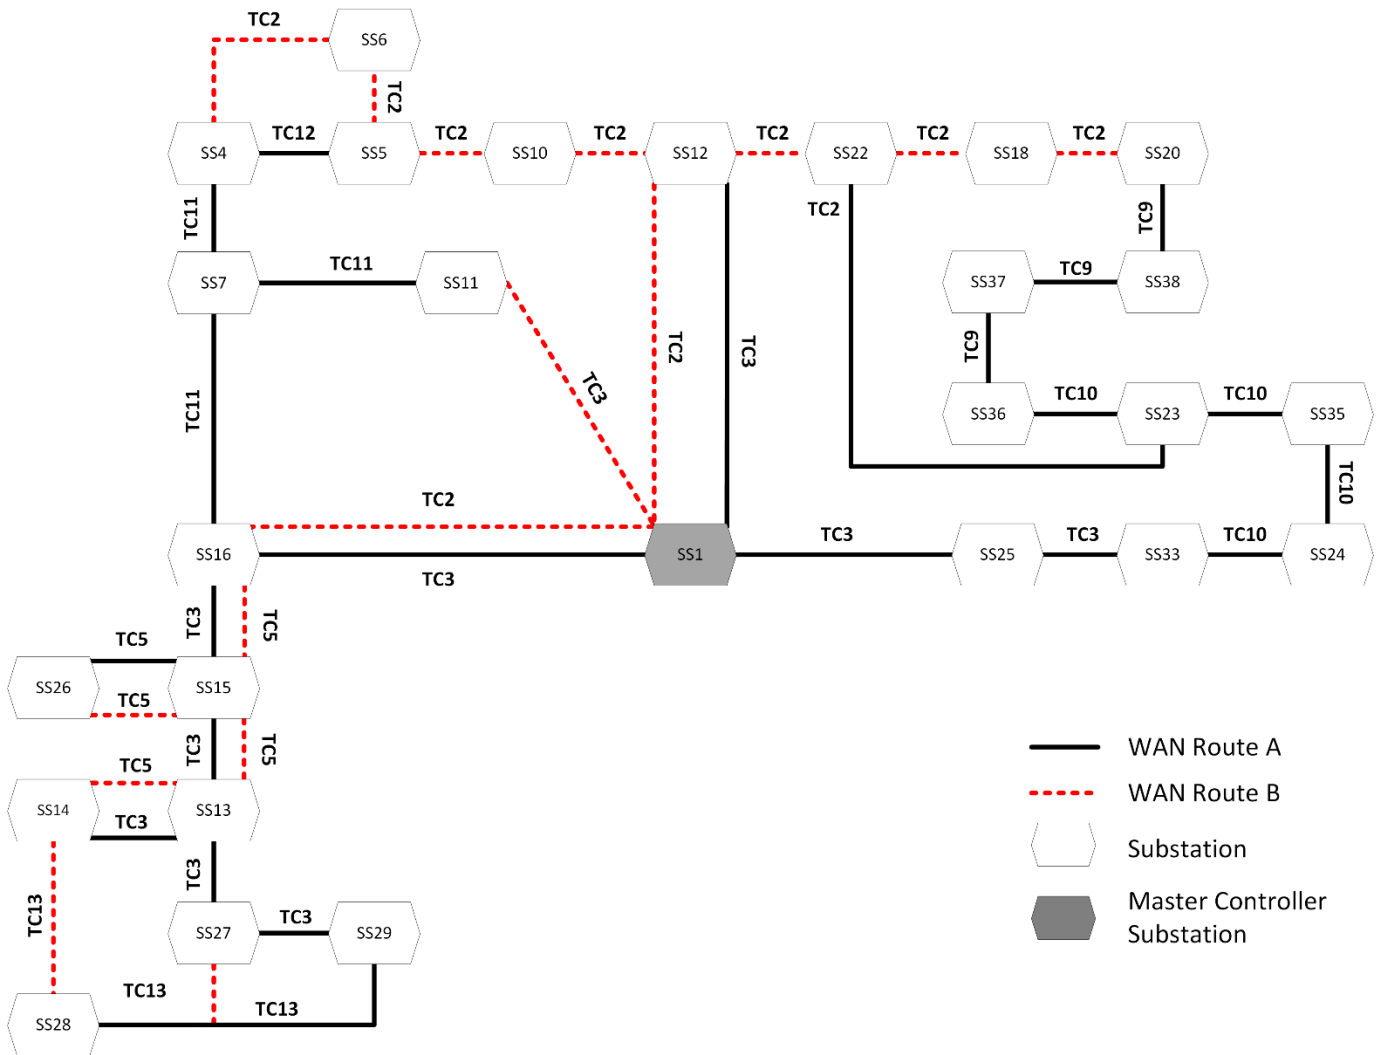 TC2
SS6
TC2
SS4
TC12
SS5
TC2
SS10
TC2
SS12
TC2
SS22
TC2
SS18
TC2
SS20
TC11
TC2
TC9
SS7
TC11
SS11
SS37
TC9
SS38
TC11
TC3
TC2
TC3
TC9
SS36
TC10
SS23
TC10
SS35
TC10
TC2
SS16
TC3
SS1
TC3
SS25
TC3
SS33
TC10
SS24
TC3
TC5
TC5
SS26
TC5
SS15
TC3
TC5
TC5
SS14
TC3
SS13
TC3
TC13
SS27
TC3
SS29
TC13
TC13
SS28
WAN Route A
WAN Route B
Substation
Master Controller
Substation